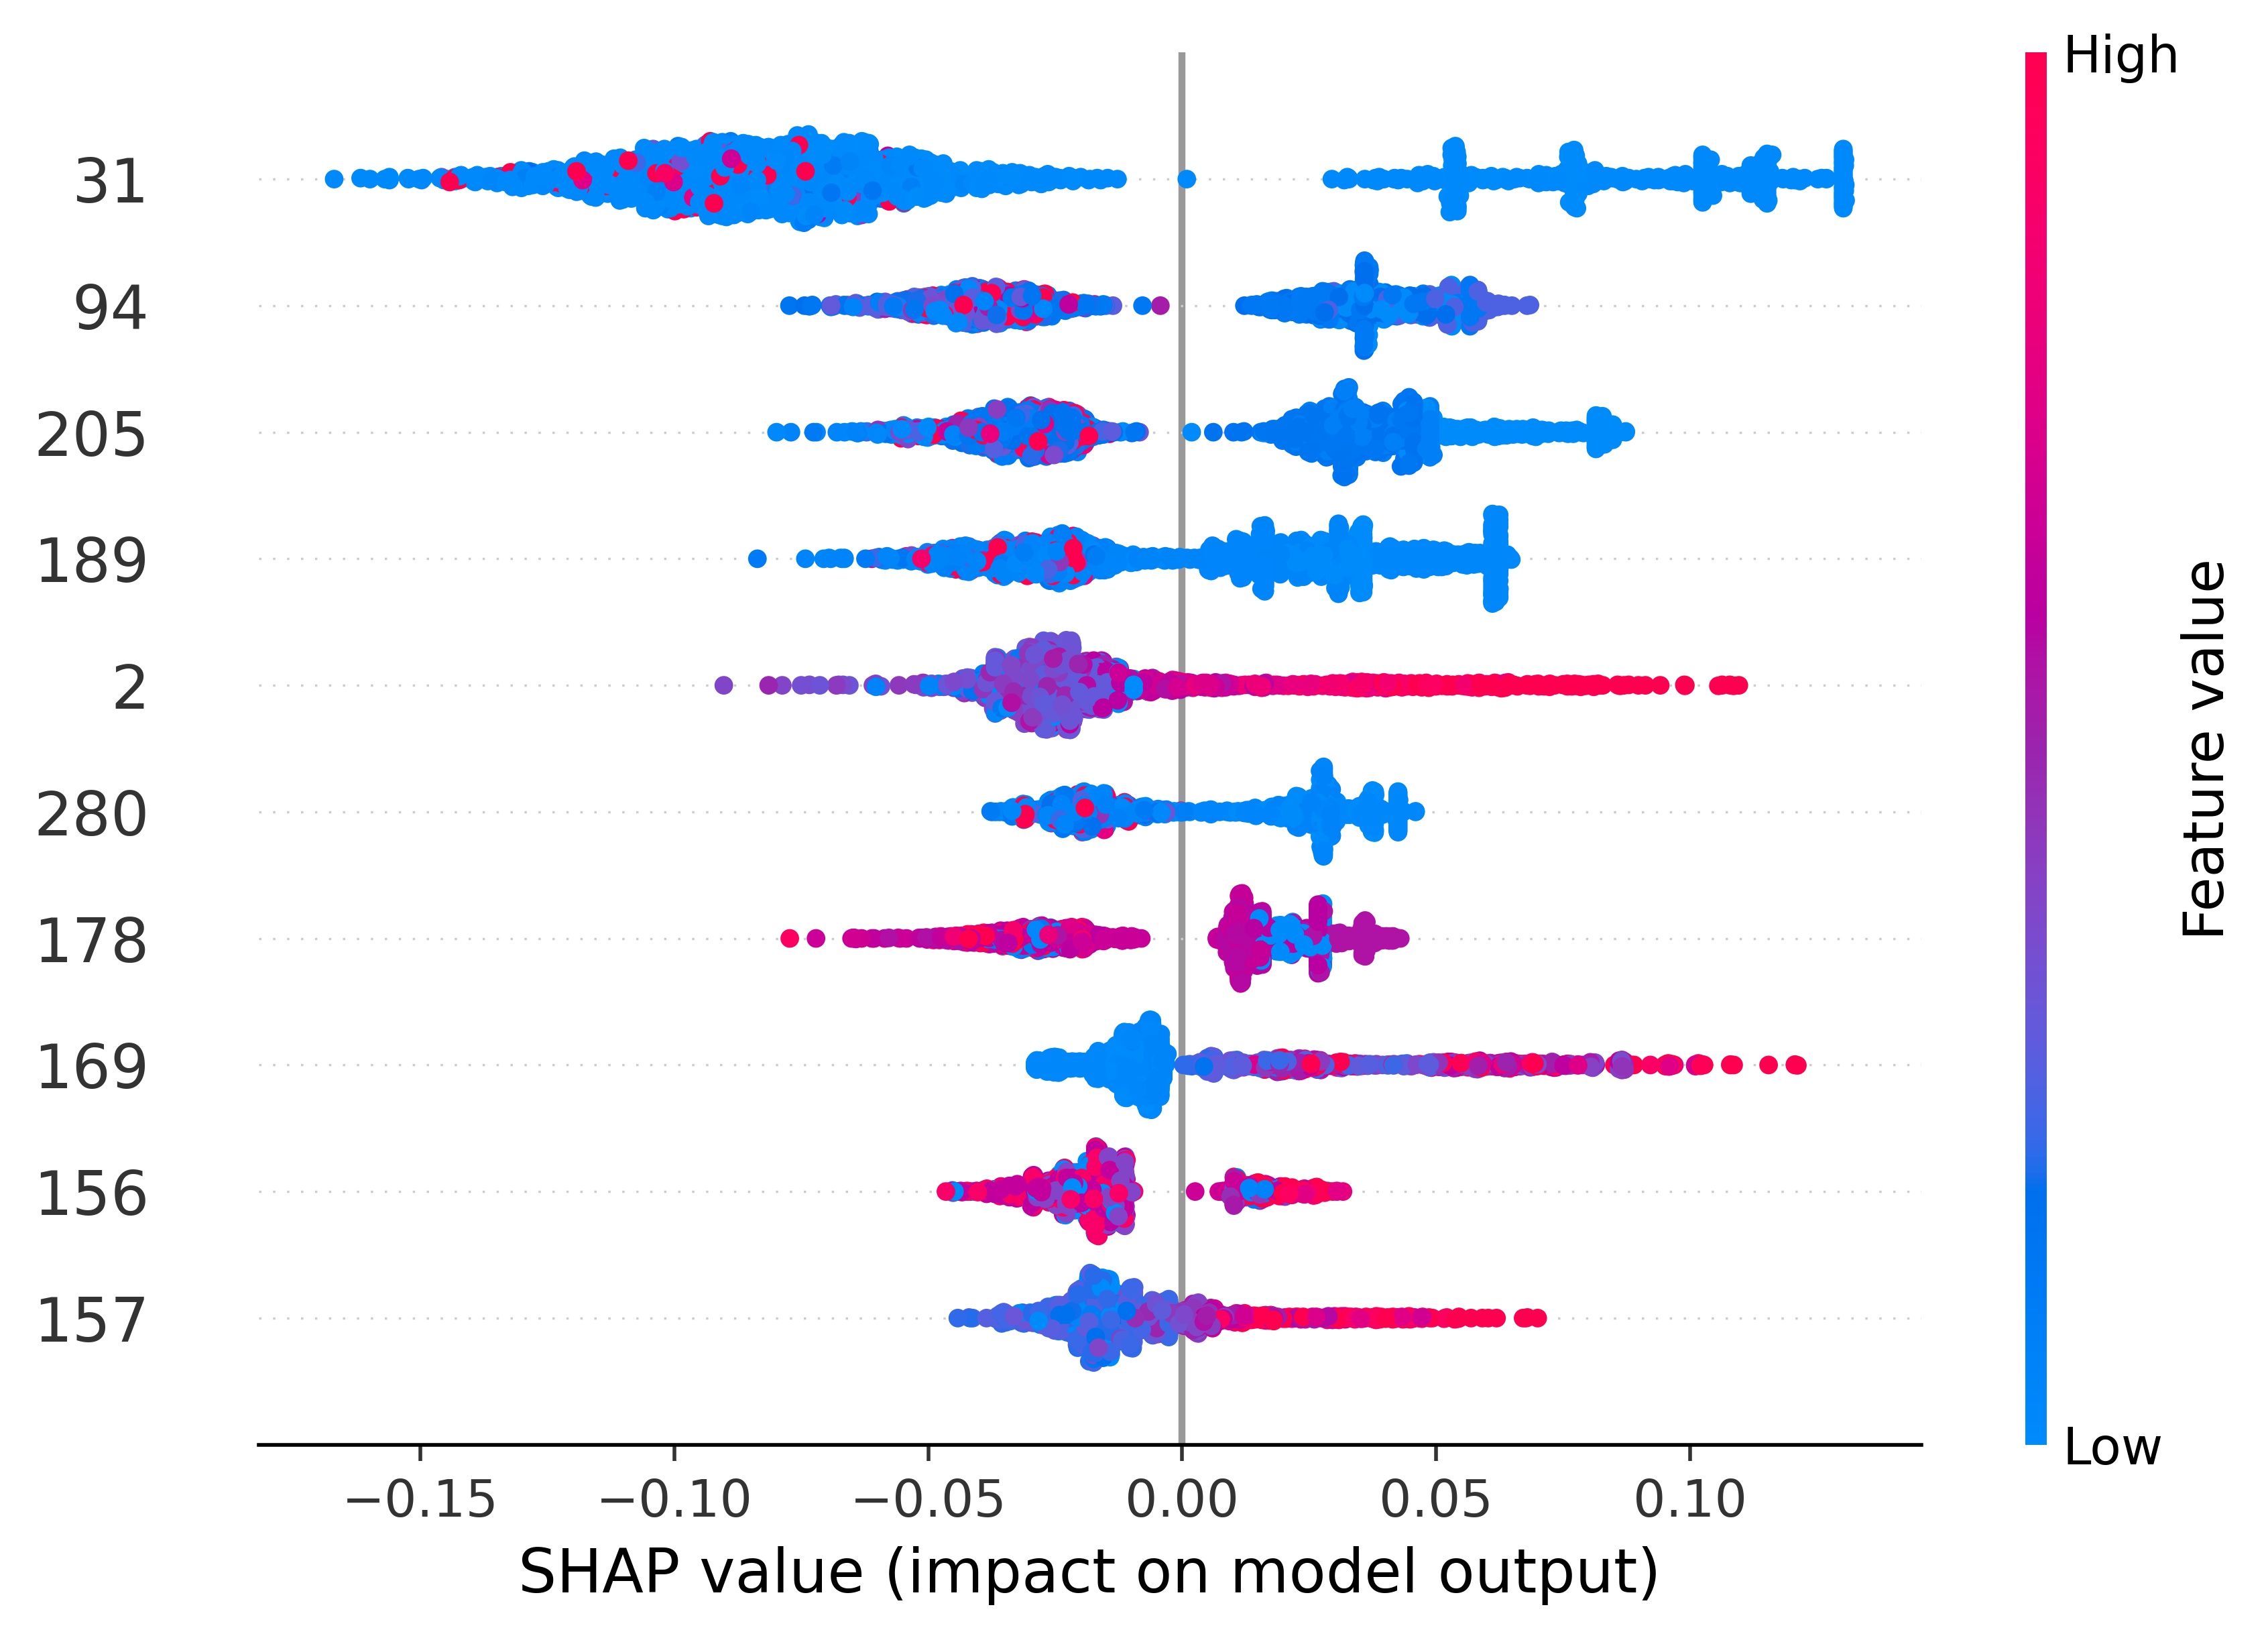 High
31
94
205
189
2
280
178
169
156
157
Feature value
Low
−0.15 −0.10 −0.05 0.00 0.05 0.10
SHAP value (impact on model output)